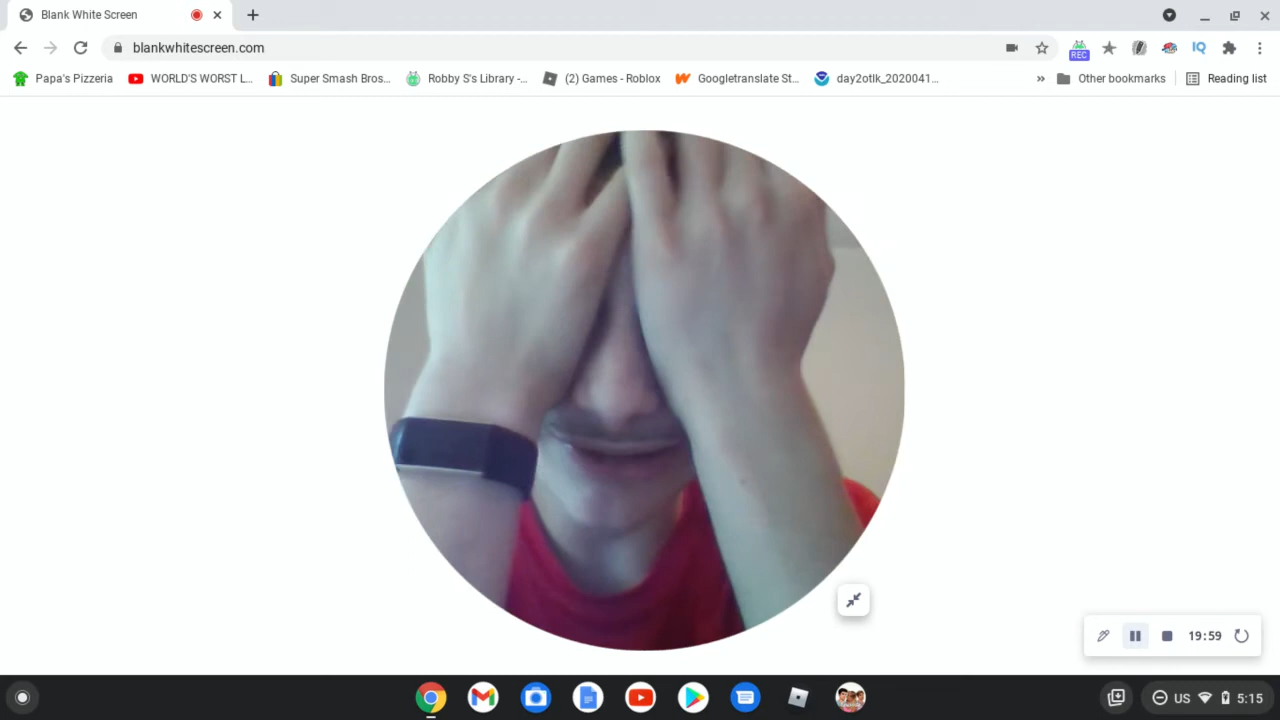 Blank White Screen
blankwhitescreen.com
REC
IQ
Papa's Pizzeria
WORLD'S WORST L...
Super Smash Bros...
Robby S's Library -...
(2) Games - Roblox
Googletranslate St...
day2otlk_2020041...
»
Other bookmarks
Reading list
19:59
US
5:15